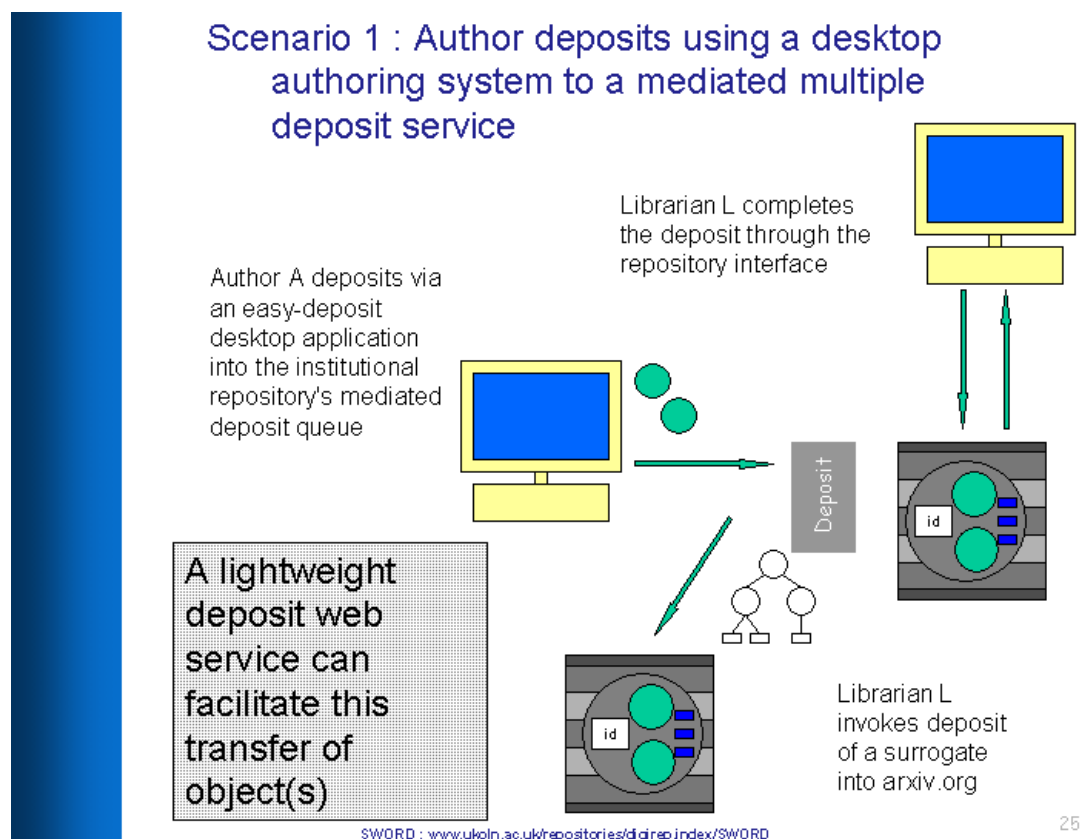 Scenario 1 : Author deposits using a desktop
authoring system to a mediated multiple
deposit service
Librarian L completes
the deposit through the
repository interface
Author A deposits via
an easy-deposit
desktop application
into the institutional
repository's mediated
deposit queue
Deposit
id
id
A lightweight
deposit web
service can
facilitate this
transfer of
object(s)
Librarian L
invokes deposit
of a surrogate
into arxiv.org
SWORD : www.ukoln.ac.uk/repositories/digirep.index/SWORD
25